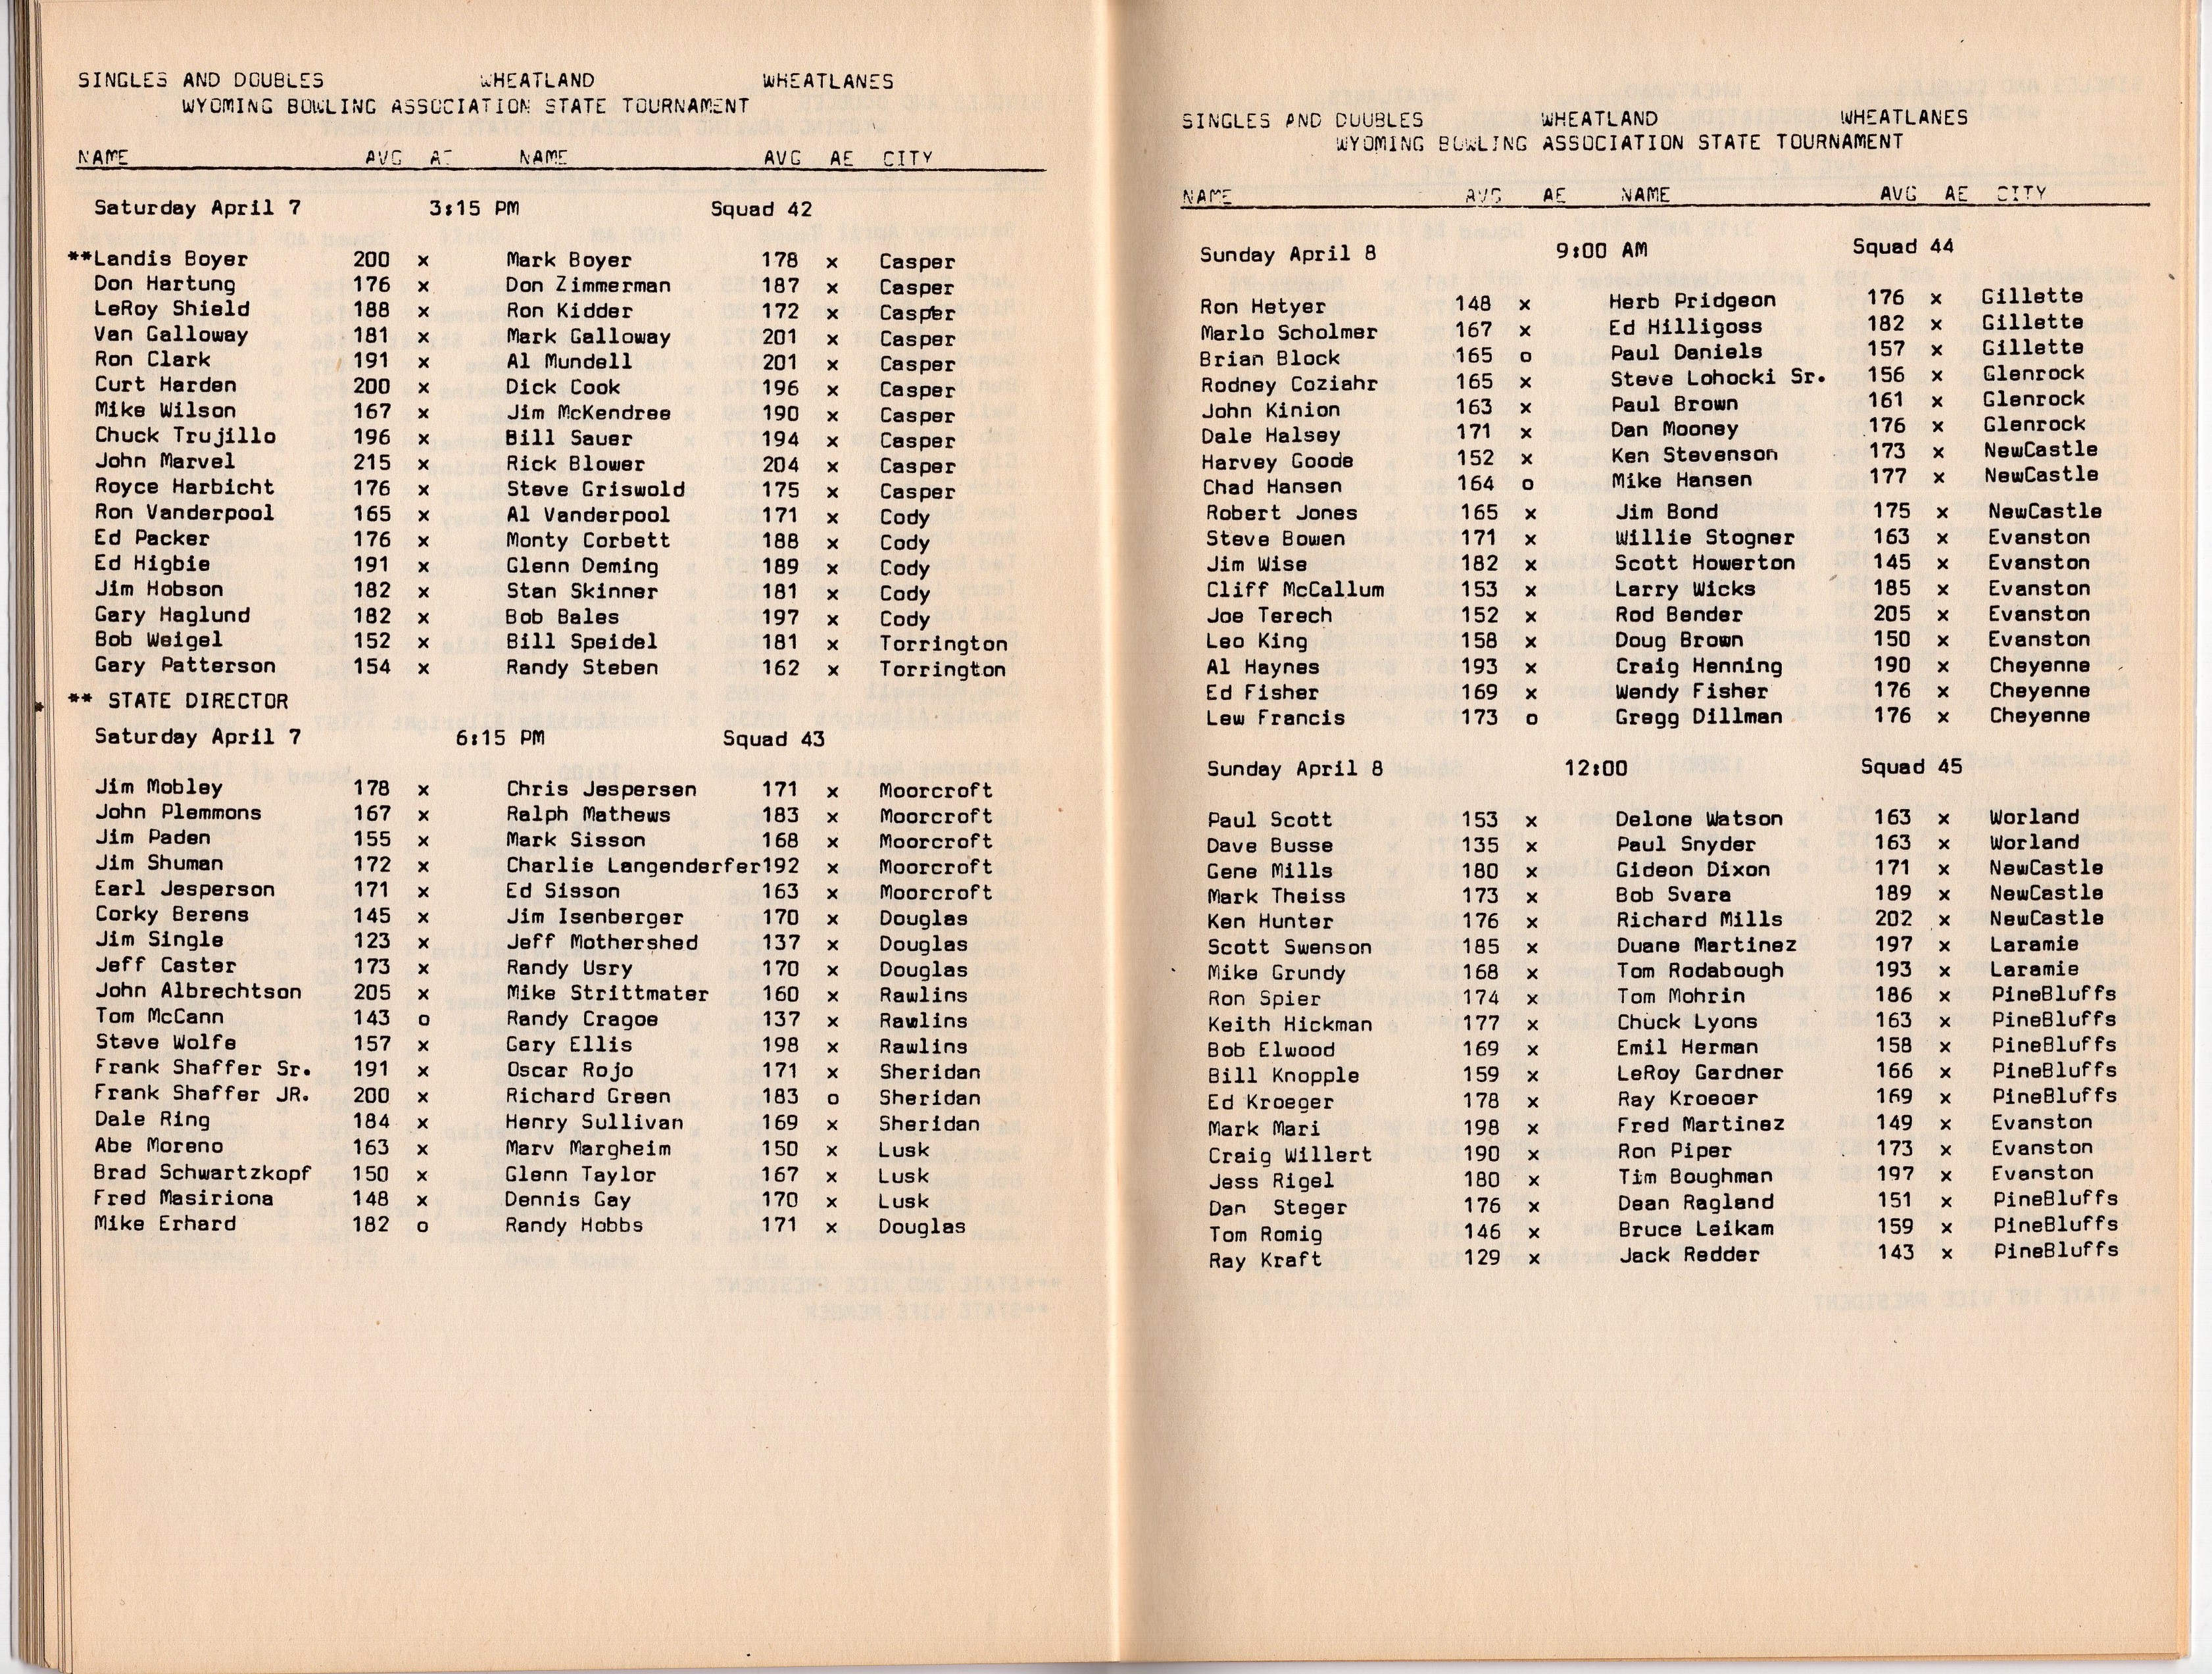 SINGLES AND DOUBLES WHEATLAND WHEATLANES
WYOMING BOWLING ASSOCIATION STATE TOURNAMENT
NAME AVG AE NAME AVG AE CITY
Saturday April 7 3:15 PM Squad 42
**Landis Boyer 200 x Mark Boyer 178 x Casper
Don Hartung 176 x Don Zimmerman 187 x Casper
LeRoy Shield 188 x Ron Kidder 172 x Casper
Van Galloway 181 x Mark Galloway 201 x Casper
Ron Clark 191 x Al Mundell 201 x Casper
Curt Harden 200 x Dick Cook 196 x Casper
Mike Wilson 167 x Jim McKendree 190 x Casper
Chuck Trujillo 196 x Bill Sauer 194 x Casper
John Marvel 215 x Rick Blower 204 x Casper
Royce Harbicht 176 x Steve Griswold 175 x Casper
Ron Vanderpool 165 x Al Vanderpool 171 x Cody
Ed Packer 176 x Monty Corbett 188 x Cody
Ed Higbie 191 x Glenn Deming 189 x Cody
Jim Hobson 182 x Stan Skinner 181 x Cody
Gary Haglund 182 x Bob Bales 197 x Cody
Bob Weigel 152 x Bill Speidel 181 x Torrington
Gary Patterson 154 x Randy Steben 162 x Torrington
** STATE DIRECTOR
Saturday April 7 6:15 PM Squad 43
Jim Mobley 178 x Chris Jespersen 171 x Moorcroft
John Plemmons 167 x Ralph Mathews 183 x Moorcroft
Jim Paden 155 x Mark Sisson 168 x Moorcroft
Jim Shuman 172 x Charlie Langenderfer192 x Moorcroft
Earl Jesperson 171 x Ed Sisson 163 x Moorcroft
Corky Berens 145 x Jim Isenberger 170 x Douglas
Jim Single 123 x Jeff Mothershed 137 x Douglas
Jeff Caster 173 x Randy Usry 170 x Douglas
John Albrechtson 205 x Mike Strittmater 160 x Rawlins
Tom McCann 143 o Randy Cragoe 137 x Rawlins
Steve Wolfe 157 x Gary Ellis 198 x Rawlins
Frank Shaffer Sr. 191 x Oscar Rojo 171 x Sheridan
Frank Shaffer JR. 200 x Richard Green 183 o Sheridan
Dale Ring 184 x Henry Sullivan 169 x Sheridan
Abe Moreno 163 x Marv Margheim 150 x Lusk
Brad Schwartzkopf 150 x Glenn Taylor 167 x Lusk
Fred Masiriona 148 x Dennis Gay 170 x Lusk
Mike Erhard 182 o Randy Hobbs 171 x Douglas
SINGLES AND DOUBLES WHEATLAND WHEATLANES
WYOMING BOWLING ASSOCIATION STATE TOURNAMENT
NAME AVG AE NAME AVG AE CITY
Sunday April 8 9:00 AM Squad 44
Ron Hetyer 148 x Herb Pridgeon 176 x Gillette
Marlo Scholmer 167 x Ed Hilligoss 182 x Gillette
Brian Block 165 o Paul Daniels 157 x Gillette
Rodney Coziahr 165 x Steve Lohocki Sr. 156 x Glenrock
John Kinion 163 x Paul Brown 161 x Glenrock
Dale Halsey 171 x Dan Mooney 176 x Glenrock
Harvey Goode 152 x Ken Stevenson 173 x NewCastle
Chad Hansen 164 o Mike Hansen 177 x NewCastle
Robert Jones 165 x Jim Bond 175 x NewCastle
Steve Bowen 171 x Willie Stogner 163 x Evanston
Jim Wise 182 x Scott Howerton 145 x Evanston
Cliff McCallum 153 x Larry Wicks 185 x Evanston
Joe Terech 152 x Rod Bender 205 x Evanston
Leo King 158 x Doug Brown 150 x Evanston
Al Haynes 193 x Craig Henning 190 x Cheyenne
Ed Fisher 169 x Wendy Fisher 176 x Cheyenne
Lew Francis 173 o Gregg Dillman 176 x Cheyenne
Sunday April 8 12:00 Squad 45
Paul Scott 153 x Delone Watson 163 x Worland
Dave Busse 135 x Paul Snyder 163 x Worland
Gene Mills 180 x Gideon Dixon 171 x NewCastle
Mark Theiss 173 x Bob Svara 189 x NewCastle
Ken Hunter 176 x Richard Mills 202 x NewCastle
Scott Swenson 185 x Duane Martinez 197 x Laramie
Mike Grundy 168 x Tom Rodabough 193 x Laramie
Ron Spier 174 x Tom Mohrin 186 x PineBluffs
Keith Hickman 177 x Chuck Lyons 163 x PineBluffs
Bob Elwood 169 x Emil Herman 158 x PineBluffs
Bill Knopple 159 x LeRoy Gardner 166 x PineBluffs
Ed Kroeger 178 x Ray Kroeoer 169 x PineBluffs
Mark Mari 198 x Fred Martinez 149 x Evanston
Craig Willert 190 x Ron Piper 173 x Evanston
Jess Rigel 180 x Tim Boughman 197 x Evanston
Dan Steger 176 x Dean Ragland 151 x PineBluffs
Tom Romig 146 x Bruce Leikam 159 x PineBluffs
Ray Kraft 129 x Jack Redder 143 x PineBluffs